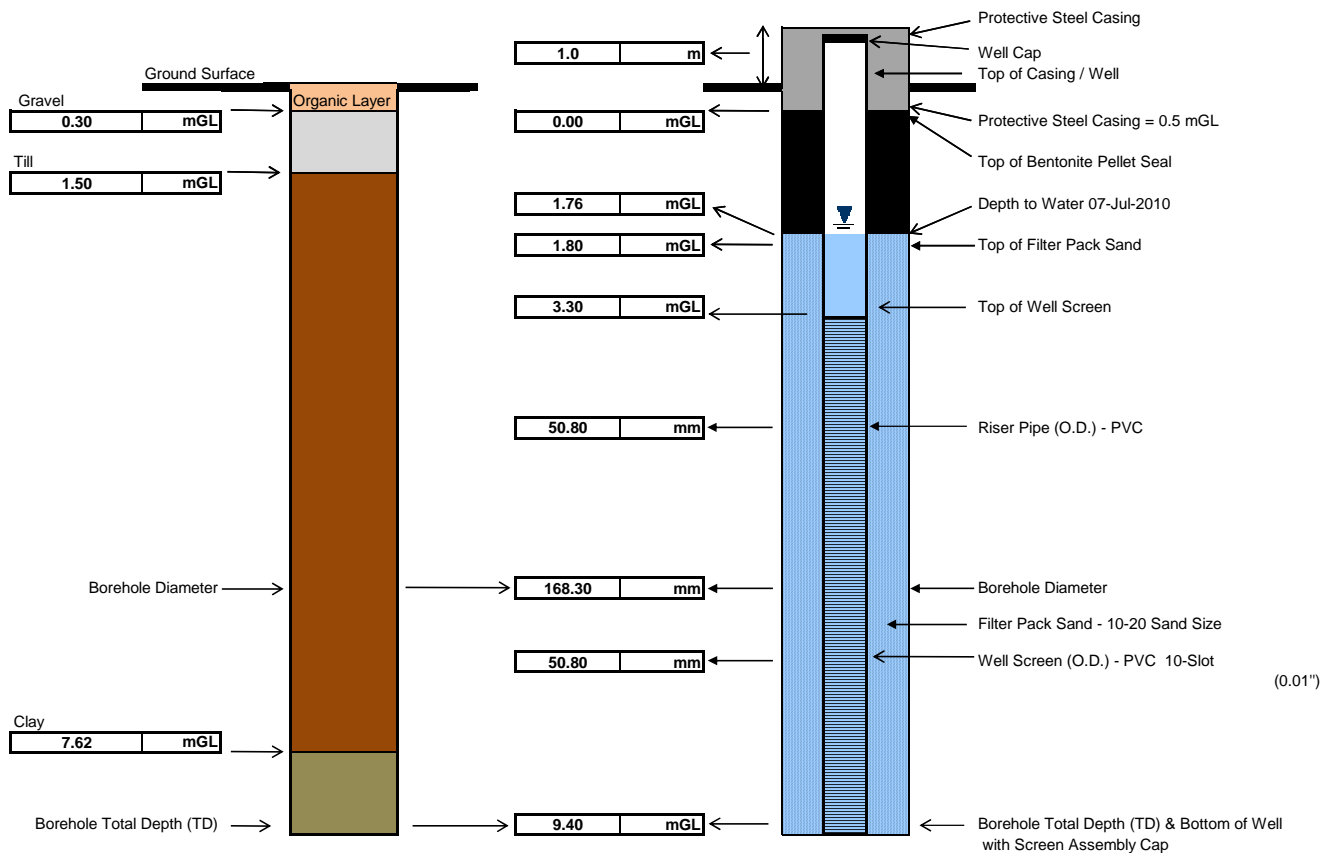 Protective Steel Casing
1.0 m
Well Cap
Ground Surface
Top of Casing / Well
Gravel
Organic Layer
0.30 mGL
0.00 mGL
Protective Steel Casing = 0.5 mGL
Till
Top of Bentonite Pellet Seal
1.50 mGL
1.76 mGL
Depth to Water 07-Jul-2010
1.80 mGL
Top of Filter Pack Sand
3.30 mGL
Top of Well Screen
50.80 mm
Riser Pipe (O.D.) - PVC
Borehole Diameter
168.30 mm
Borehole Diameter
Filter Pack Sand - 10-20 Sand Size
50.80 mm
Well Screen (O.D.) - PVC 10-Slot
(0.01")
Clay
7.62 mGL
Borehole Total Depth (TD)
9.40 mGL
Borehole Total Depth (TD) & Bottom of Well
with Screen Assembly Cap